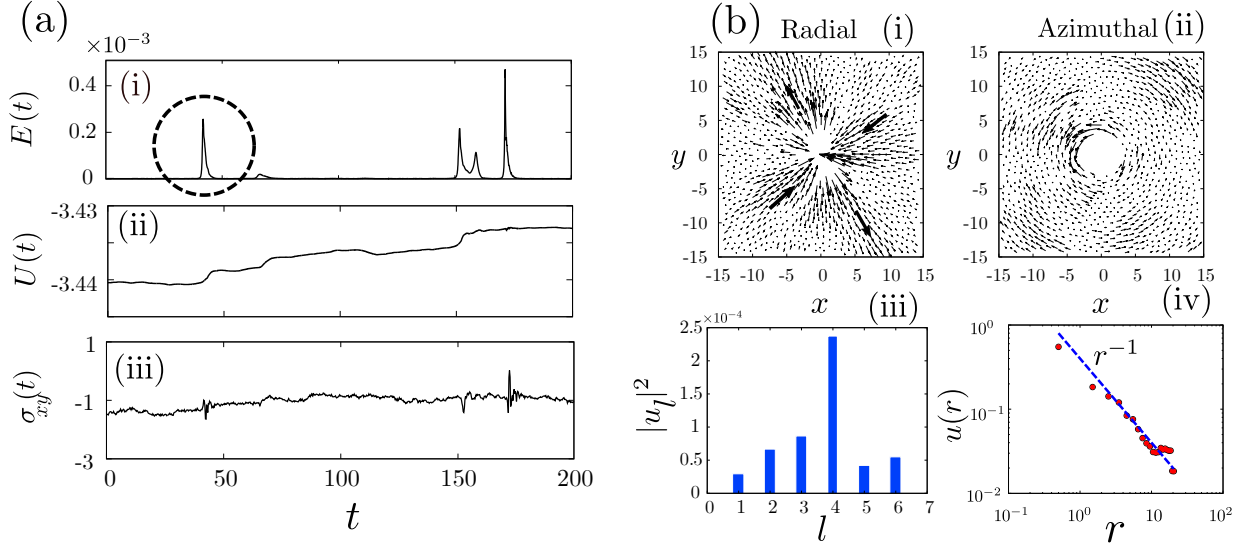 (a)
×10⁻³
(i)
E(t)
0.4
0.2
0
(ii)
U(t)
-3.43
-3.44
(iii)
σxy(t)
1
-1
-3
0 50 100 150 200
t
(b) Radial (i)
y
15
10
5
0
-5
-10
-15
-15 -10 -5 0 5 10 15
x
Azimuthal (ii)
y
15
10
5
0
-5
-10
-15
-15 -10 -5 0 5 10 15
x
(iii)
×10⁻⁴
|u_l|²
2.5
2
1.5
1
0.5
0
0 1 2 3 4 5 6 7
l
(iv)
u(r)
10⁰
10⁻¹
10⁻²
r⁻¹
10⁻¹ 10⁰ 10 10²
r